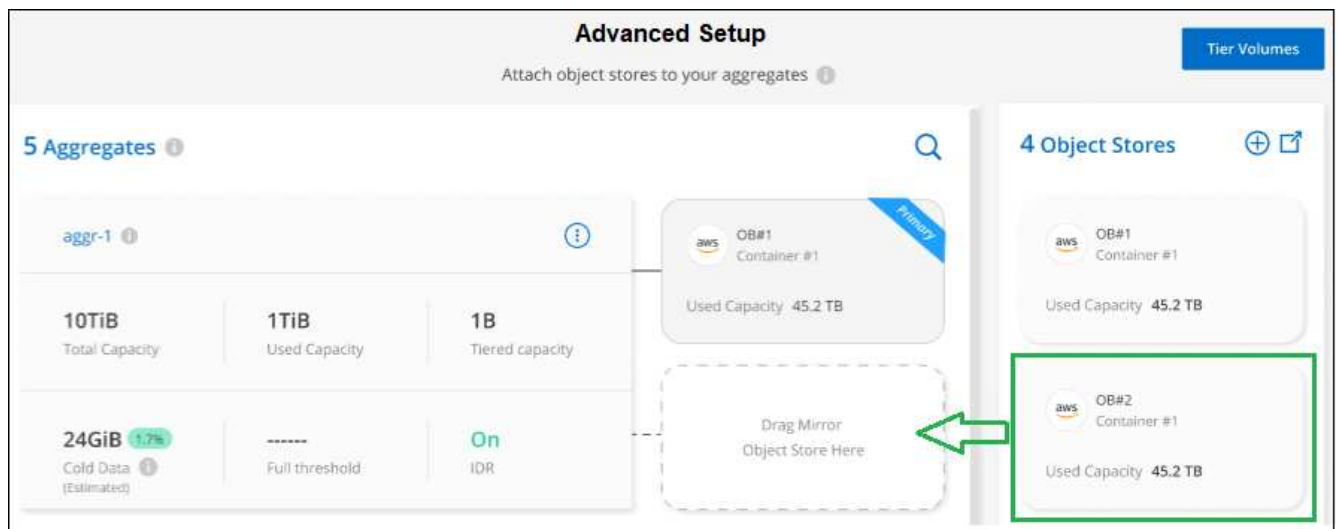 Advanced Setup
Tier Volumes
Attach object stores to your aggregates
5 Aggregates
4 Object Stores
aggr-1
Primary
aws
OB#1
Container #1
Used Capacity 45.2 TB
aws
OB#1
Container #1
Used Capacity 45.2 TB
10TiB
1TiB
1B
Total Capacity
Used Capacity
Tiered capacity
24GiB 1.7%
------
On
Cold Data
Full threshold
IDR
(Estimated)
Drag Mirror
Object Store Here
aws
OB#2
Container #1
Used Capacity 45.2 TB